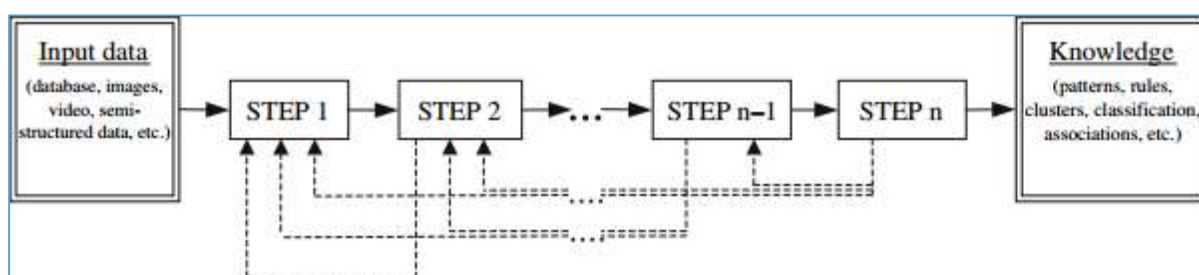 Input data
(database, images,
video, semi-
structured data, etc.)
STEP 1
STEP 2
...
STEP n–1
STEP n
Knowledge
(patterns, rules,
clusters, classification,
associations, etc.)
...
...